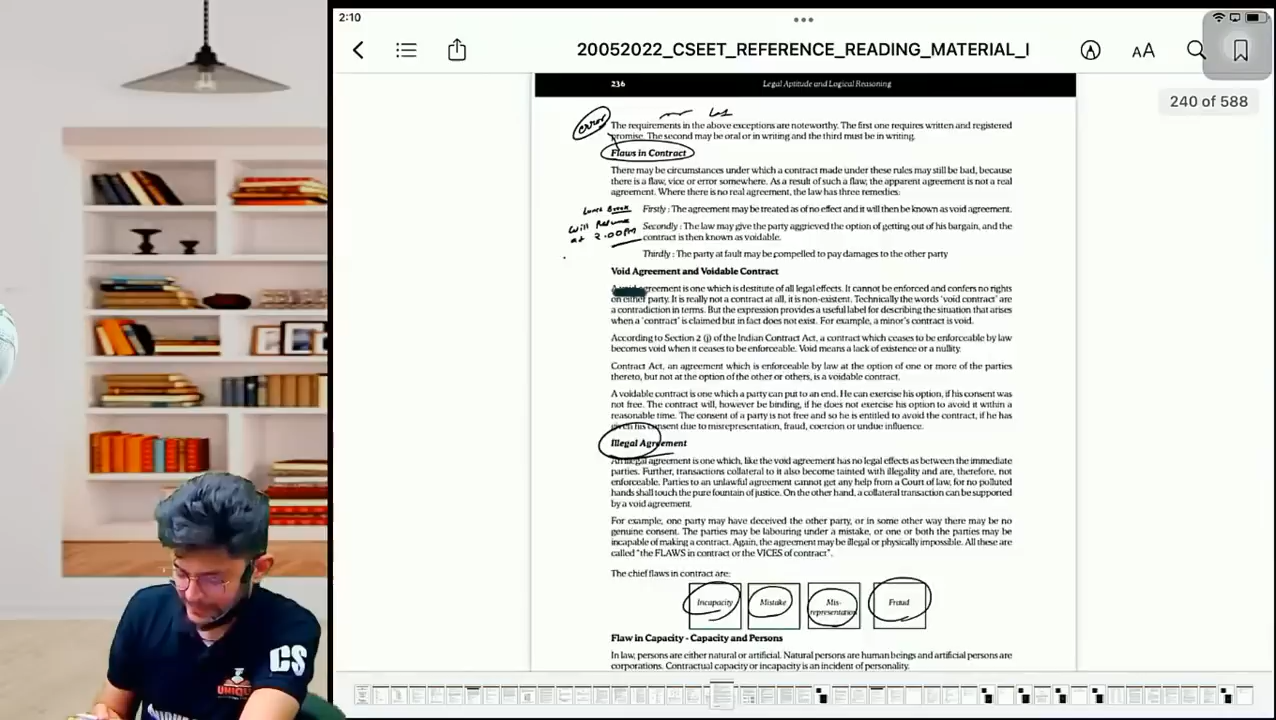 2:10
20052022_CSEET_REFERENCE_READING_MATERIAL_I
AA
240 of 588
236
Legal Aptitude and Logical Reasoning
error
The requirements in the above exceptions are noteworthy. The first one requires written and registered
promise. The second may be oral or in writing and the third must be in writing.
Flaws in Contract
There may be circumstances under which a contract made under these rules may still be bad, because
there is a flaw, vice or error somewhere. As a result of such a flaw, the apparent agreement is not a real
agreement. Where there is no real agreement, the law has three remedies:
Lunch Break
Will Resume
at 2:00PM
Firstly : The agreement may be treated as of no effect and it will then be known as void agreement.
Secondly : The law may give the party aggrieved the option of getting out of his bargain, and the
contract is then known as voidable.
Thirdly : The party at fault may be compelled to pay damages to the other party
Void Agreement and Voidable Contract
A void agreement is one which is destitute of all legal effects. It cannot be enforced and confers no rights
on either party. It is really not a contract at all, it is non-existent. Technically the words 'void contract' are
a contradiction in terms. But the expression provides a useful label for describing the situation that arises
when a 'contract' is claimed but in fact does not exist. For example, a minor's contract is void.
According to Section 2 (j) of the Indian Contract Act, a contract which ceases to be enforceable by law
becomes void when it ceases to be enforceable. Void means a lack of existence or a nullity.
Contract Act, an agreement which is enforceable by law at the option of one or more of the parties
thereto, but not at the option of the other or others, is a voidable contract.
A voidable contract is one which a party can put to an end. He can exercise his option, if his consent was
not free. The contract will, however be binding, if he does not exercise his option to avoid it within a
reasonable time. The consent of a party is not free and so he is entitled to avoid the contract, if he has
given his consent due to misrepresentation, fraud, coercion or undue influence.
Illegal Agreement
An illegal agreement is one which, like the void agreement has no legal effects as between the immediate
parties. Further, transactions collateral to it also become tainted with illegality and are, therefore, not
enforceable. Parties to an unlawful agreement cannot get any help from a Court of law, for no polluted
hands shall touch the pure fountain of justice. On the other hand, a collateral transaction can be supported
by a void agreement.
For example, one party may have deceived the other party, or in some other way there may be no
genuine consent. The parties may be labouring under a mistake, or one or both the parties may be
incapable of making a contract. Again, the agreement may be illegal or physically impossible. All these are
called "the FLAWS in contract or the VICES of contract".
The chief flaws in contract are:
Incapacity
Mistake
Mis-
representation
Fraud
Flaw in Capacity - Capacity and Persons
In law, persons are either natural or artificial. Natural persons are human beings and artificial persons are
corporations. Contractual capacity or incapacity is an incident of personality.
CS
UNIQUE